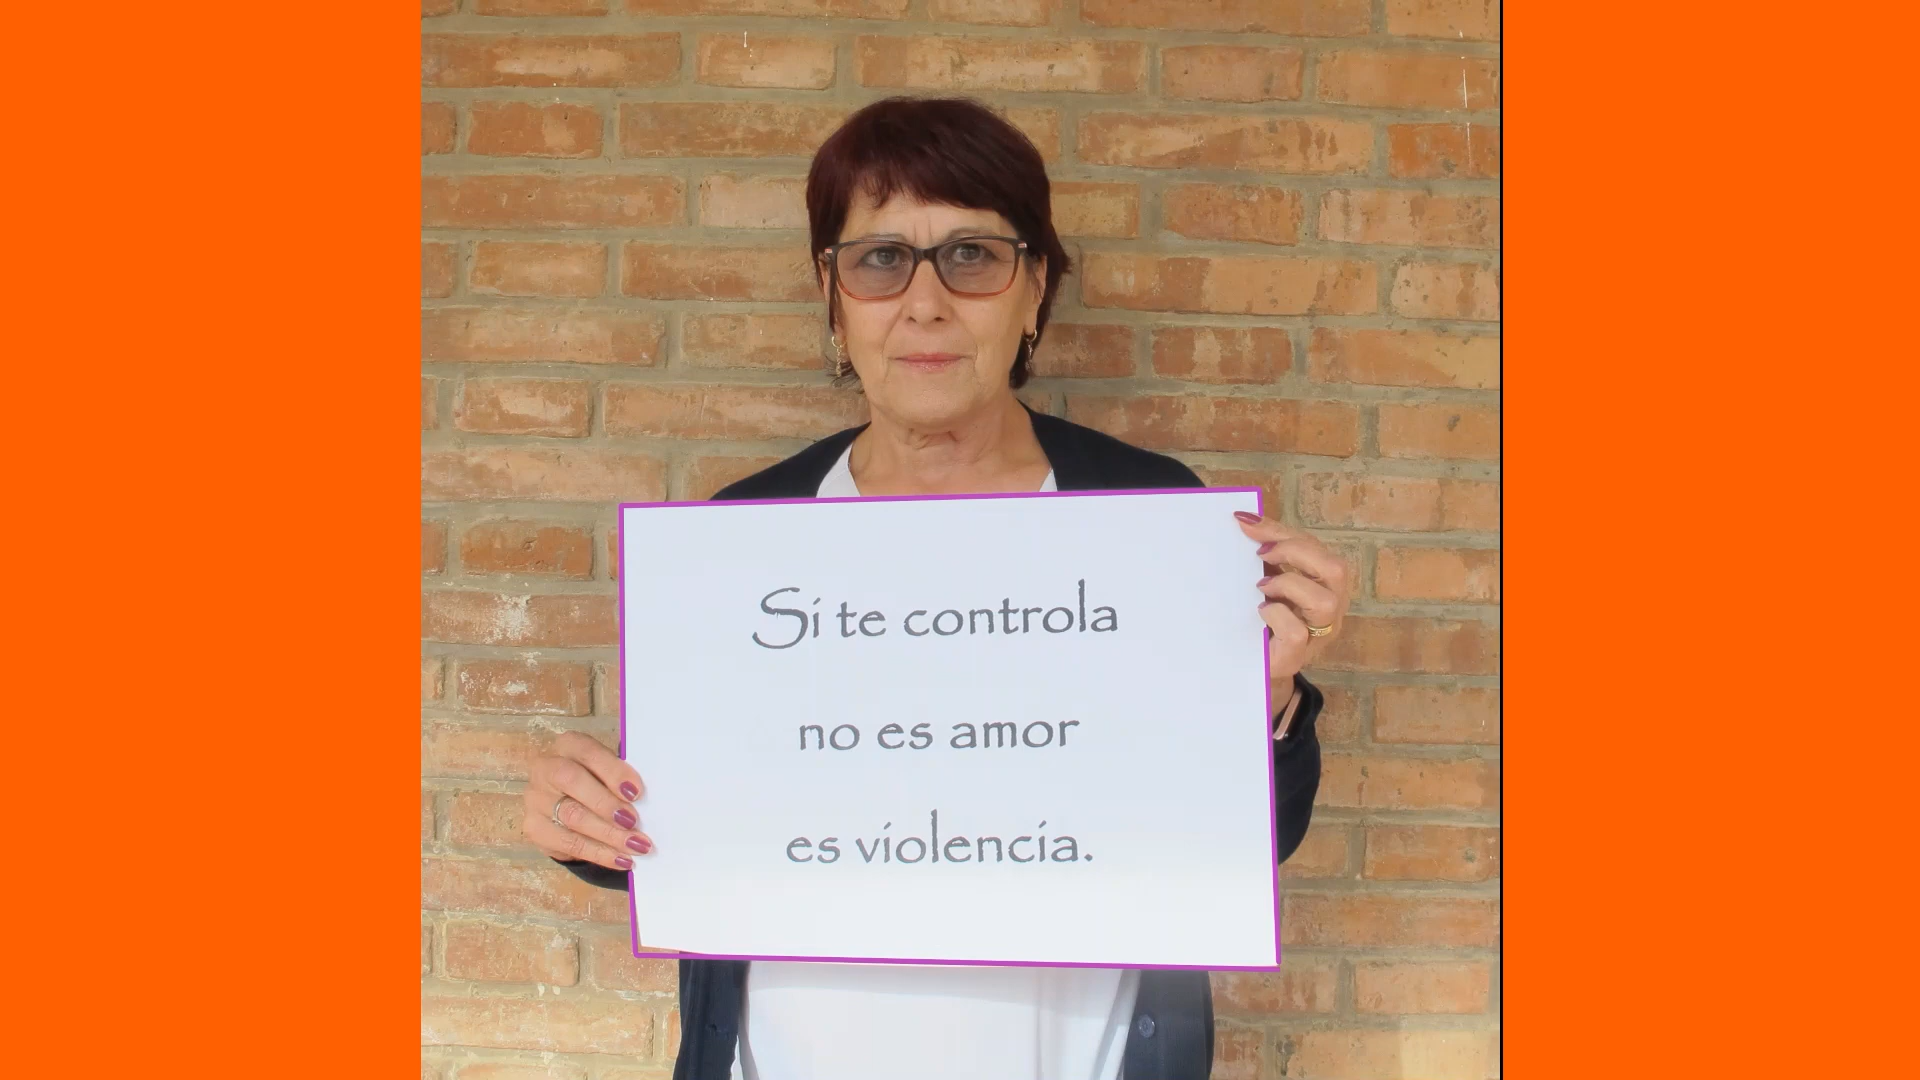 Si te controla
no es amor
es violencia.